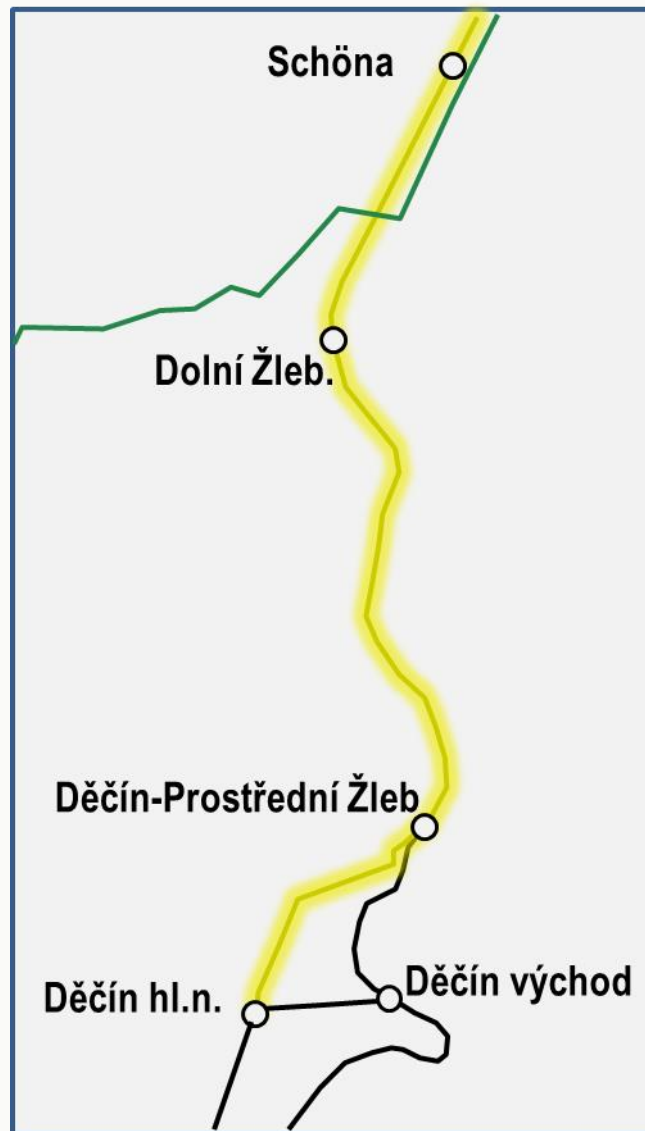 Schöna
Dolní Žleb.
Děčín-Prostřední Žleb
Děčín východ
Děčín hl.n.